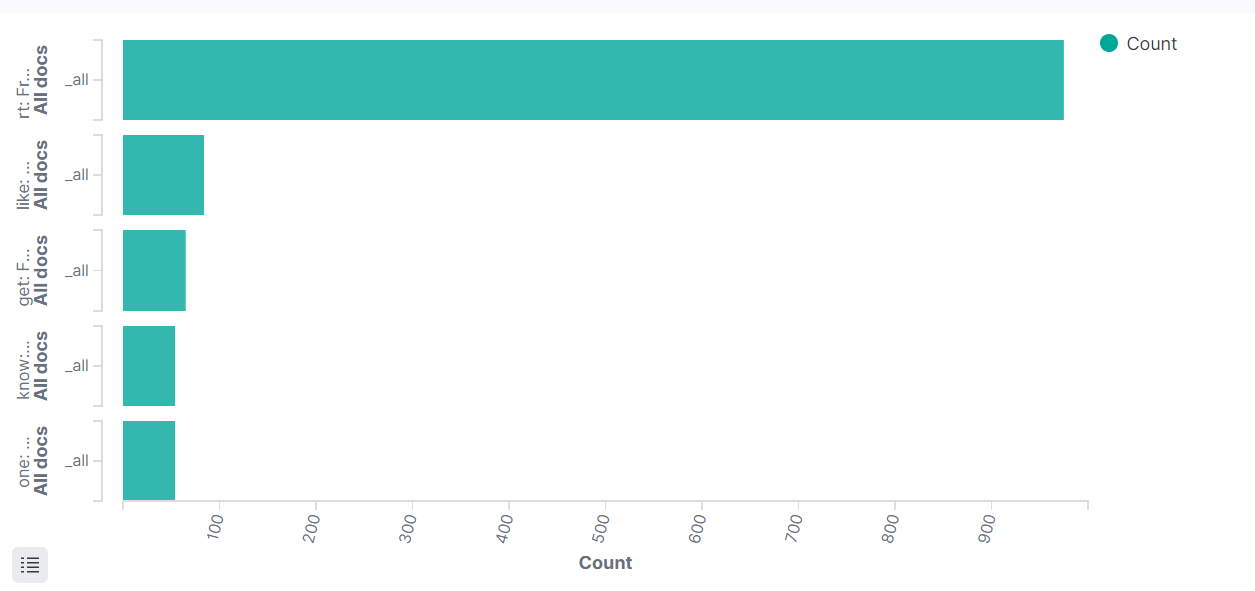 rt: Fr...
All docs
_all
Count
like: ...
All docs
_all
get: F...
All docs
_all
know:...
All docs
_all
one: ...
All docs
_all
100 200 300 400 500 600 700 800 900
Count